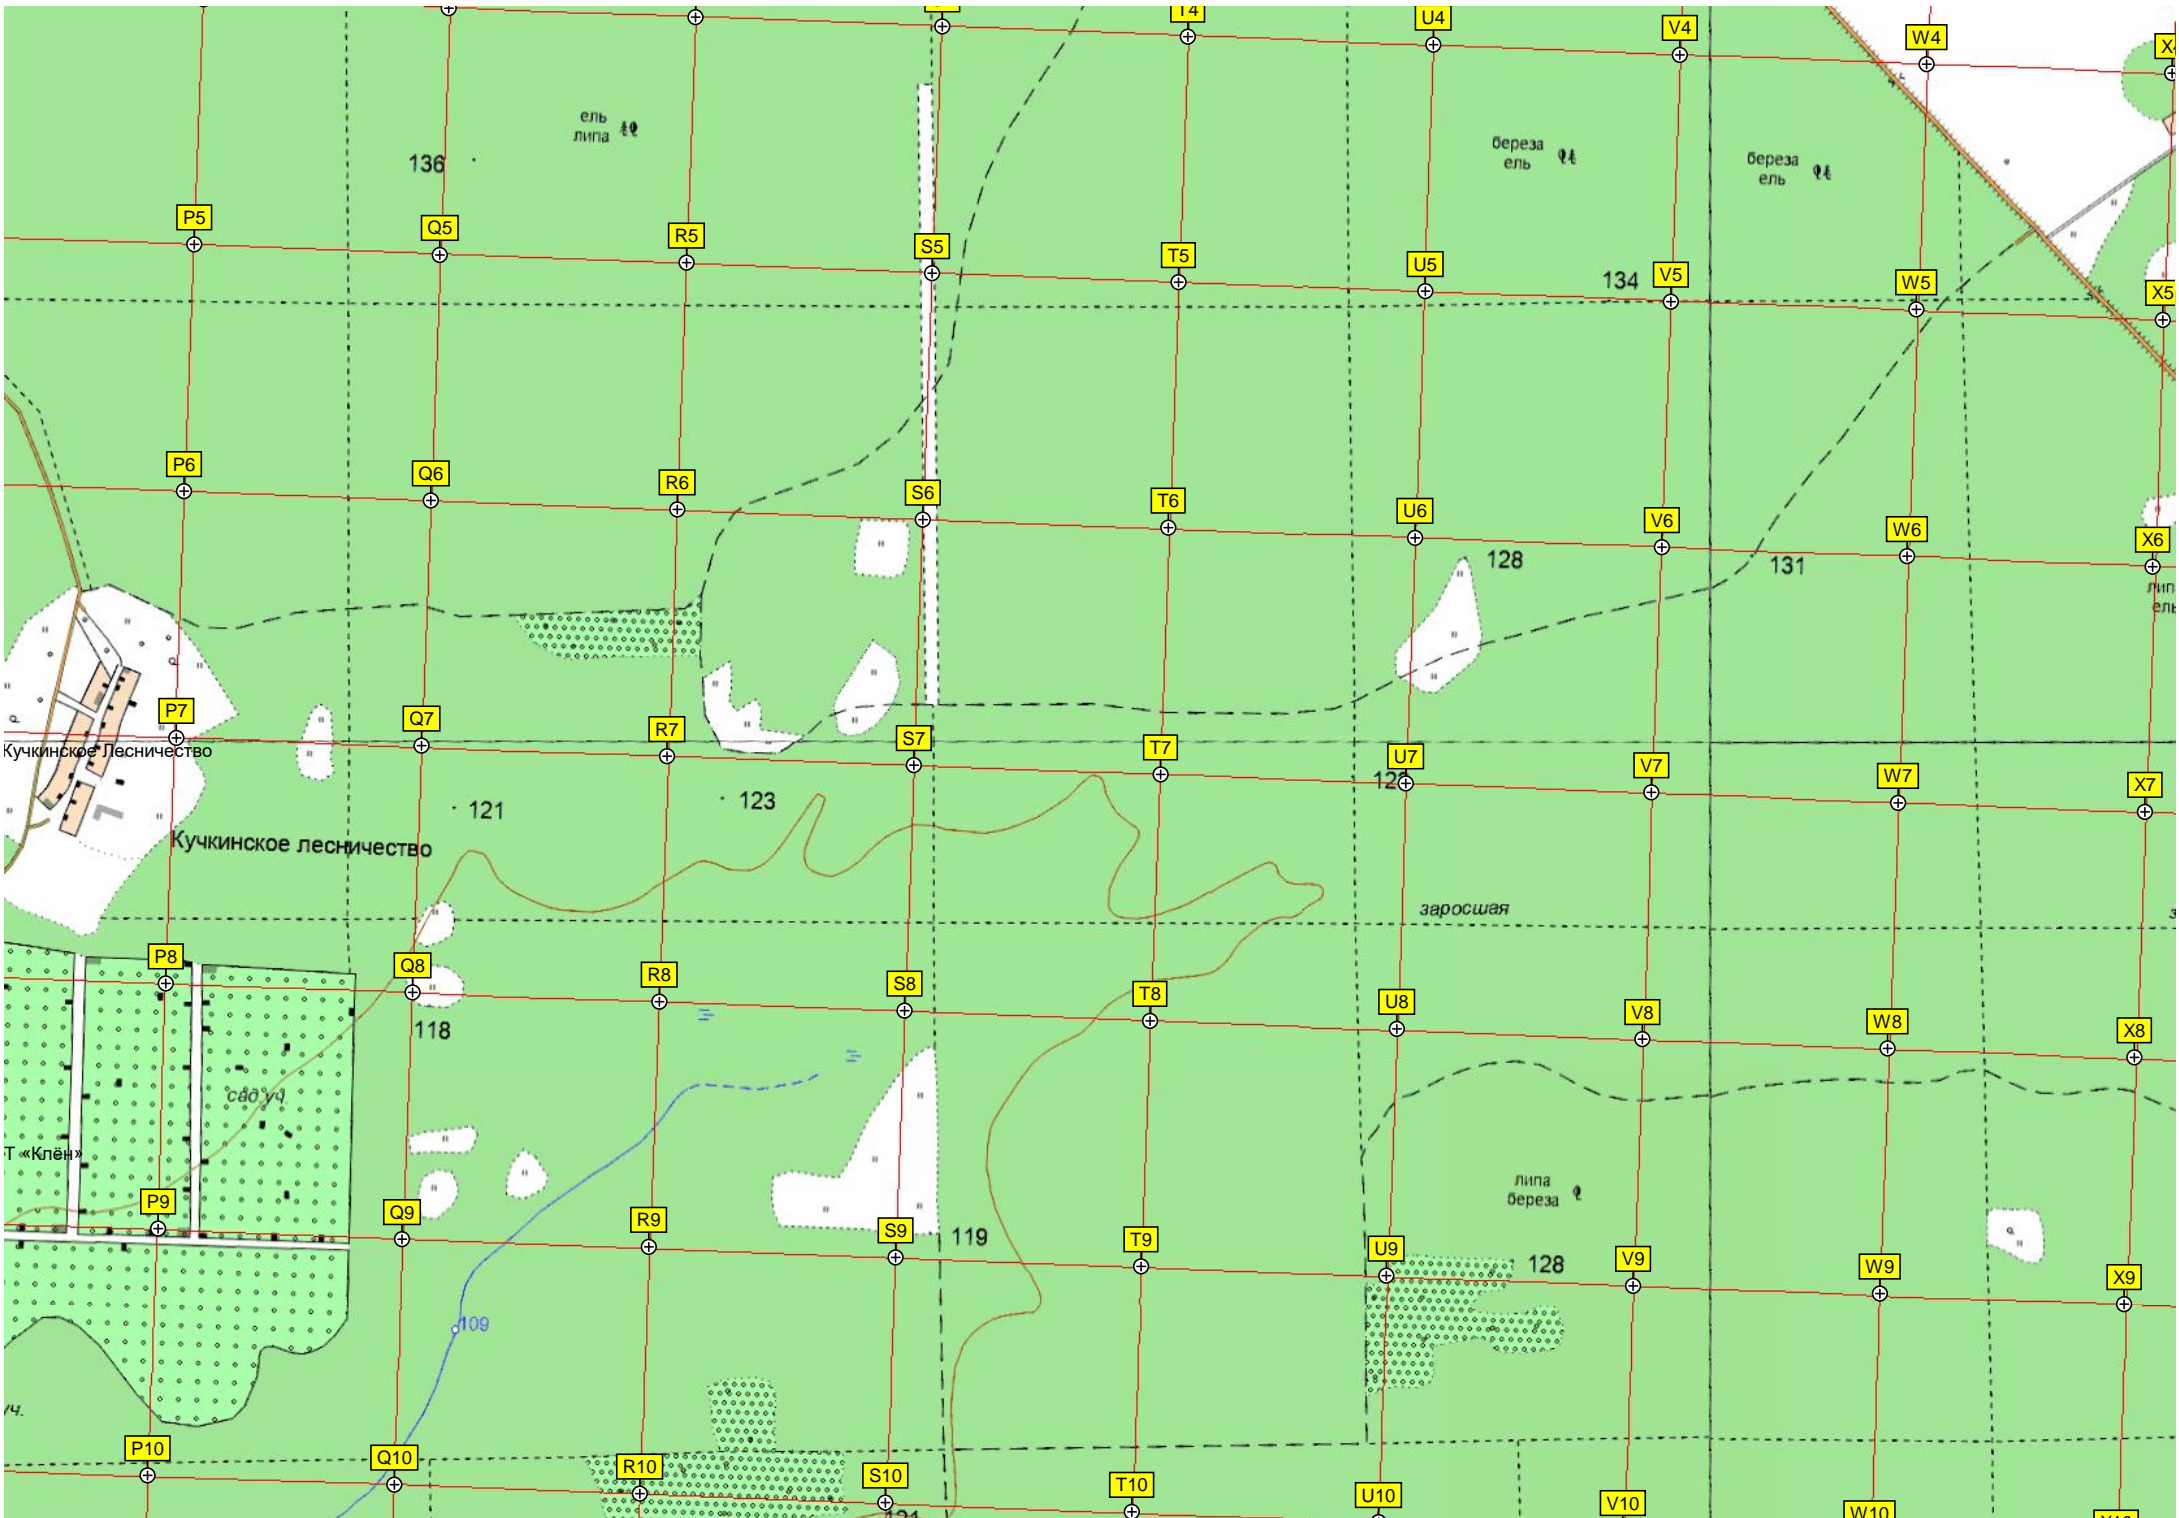 T4
U4
V4
W4
ель
липа
136
береза
ель
береза
ель
P5
Q5
R5
S5
T5
U5
134
V5
W5
X5
P6
Q6
R6
S6
T6
U6
V6
W6
X6
128
131
ель
P7
Q7
R7
S7
T7
U7
V7
W7
X7
Кучкинское Лесничество
121
123
Кучкинское лесничество
заросшая
P8
Q8
R8
S8
T8
U8
V8
W8
X8
118
сад.уч.
Т «Клён»
липа
береза
P9
Q9
R9
S9
119
T9
U9
128
V9
W9
X9
109
уч.
P10
Q10
R10
S10
T10
U10
V10
W10